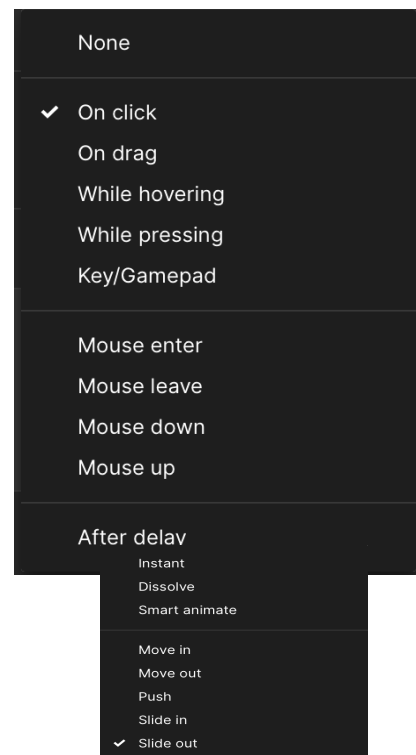 None
On click
On drag
While hovering
While pressing
Key/Gamepad
Mouse enter
Mouse leave
Mouse down
Mouse up
After delay
Instant
Dissolve
Smart animate
Move in
Move out
Push
Slide in
Slide out